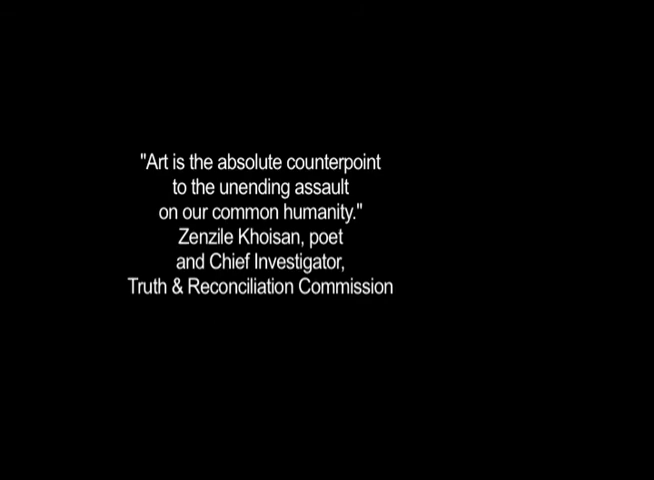 "Art is the absolute counterpoint
to the unending assault
on our common humanity."
Zenzile Khoisan, poet
and Chief Investigator,
Truth & Reconciliation Commission